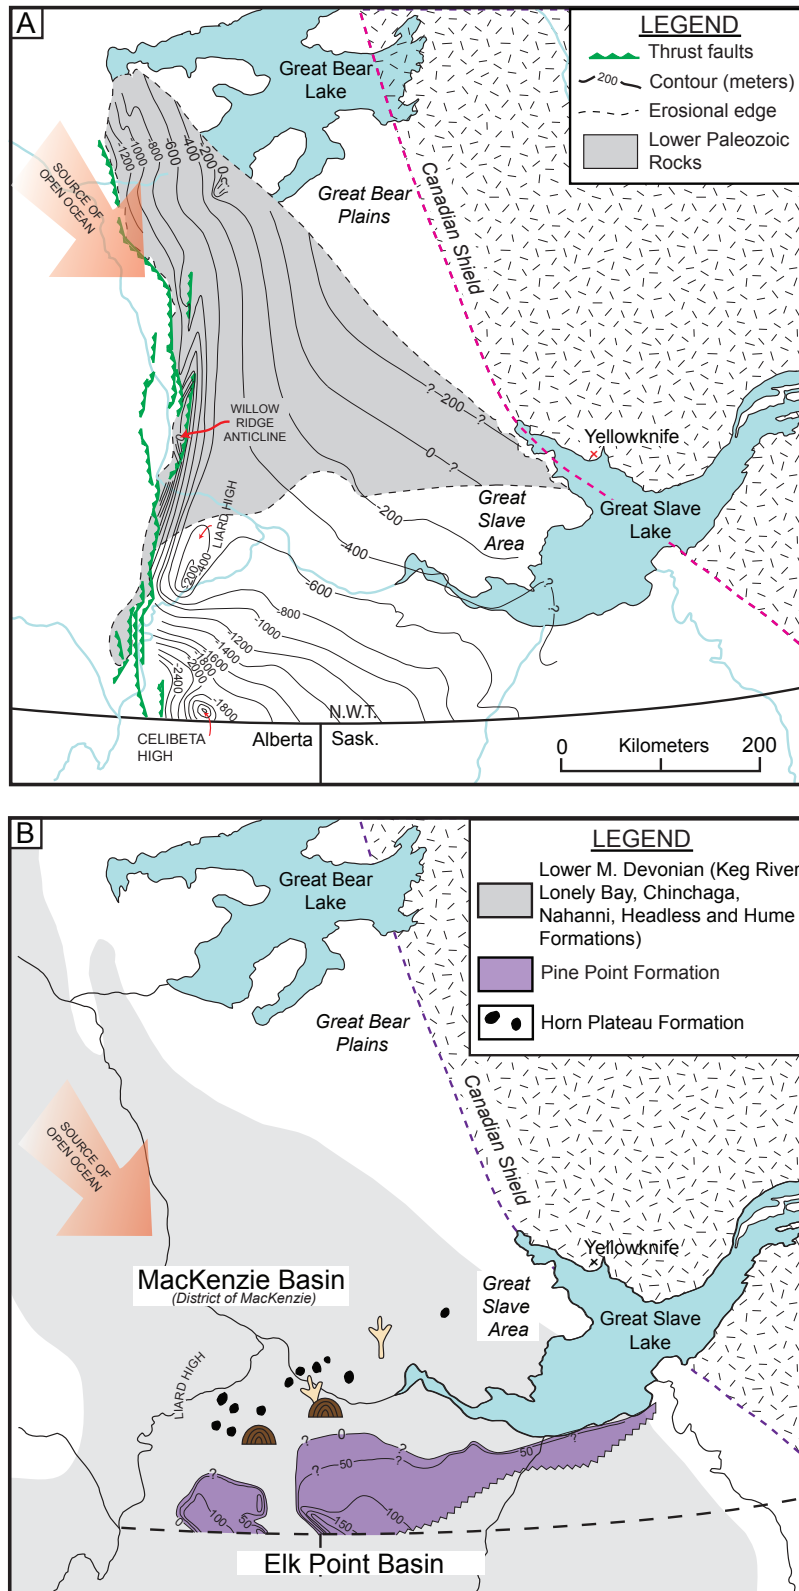 A
LEGEND
Thrust faults
200
Contour (meters)
Erosional edge
Lower Paleozoic
Rocks
Great Bear
Lake
Great Bear
Plains
Canadian Shield
SOURCE OF
OPEN OCEAN
-1200
-1000
-800
-600
-400
-200
WILLOW
RIDGE
ANTICLINE
?
-200
?
0
?
Yellowknife
Great
Slave
Area
Great Slave
Lake
LIARD HIGH
-200
-400
-200
-400
-600
-800
-1000
-1200
-1400
-1600
-1800
-2000
-2400
-1800
?
?
CELIBETA
HIGH
N.W.T.
Alberta
Sask.
0
Kilometers
200
B
LEGEND
Lower M. Devonian (Keg River
Lonely Bay, Chinchaga,
Nahanni, Headless and Hume
Formations)
Pine Point Formation
Horn Plateau Formation
Great Bear
Lake
Great Bear
Plains
Canadian Shield
SOURCE OF
OPEN OCEAN
MacKenzie Basin
(District of MacKenzie)
Yellowknife
Great
Slave
Area
Great Slave
Lake
LIARD HIGH
0
?
?
50
?
50
?
?
?
0
100
50
?
150
100
Elk Point Basin